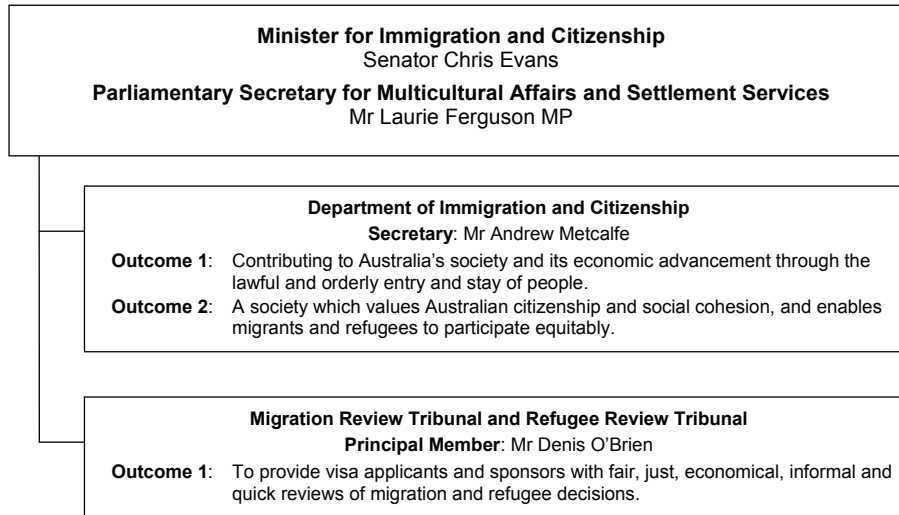 Minister for Immigration and Citizenship
Senator Chris Evans
Parliamentary Secretary for Multicultural Affairs and Settlement Services
Mr Laurie Ferguson MP
Department of Immigration and Citizenship
Secretary: Mr Andrew Metcalfe
Outcome 1: Contributing to Australia’s society and its economic advancement through the
lawful and orderly entry and stay of people.
Outcome 2: A society which values Australian citizenship and social cohesion, and enables
migrants and refugees to participate equitably.
Migration Review Tribunal and Refugee Review Tribunal
Principal Member: Mr Denis O’Brien
Outcome 1: To provide visa applicants and sponsors with fair, just, economical, informal and
quick reviews of migration and refugee decisions.